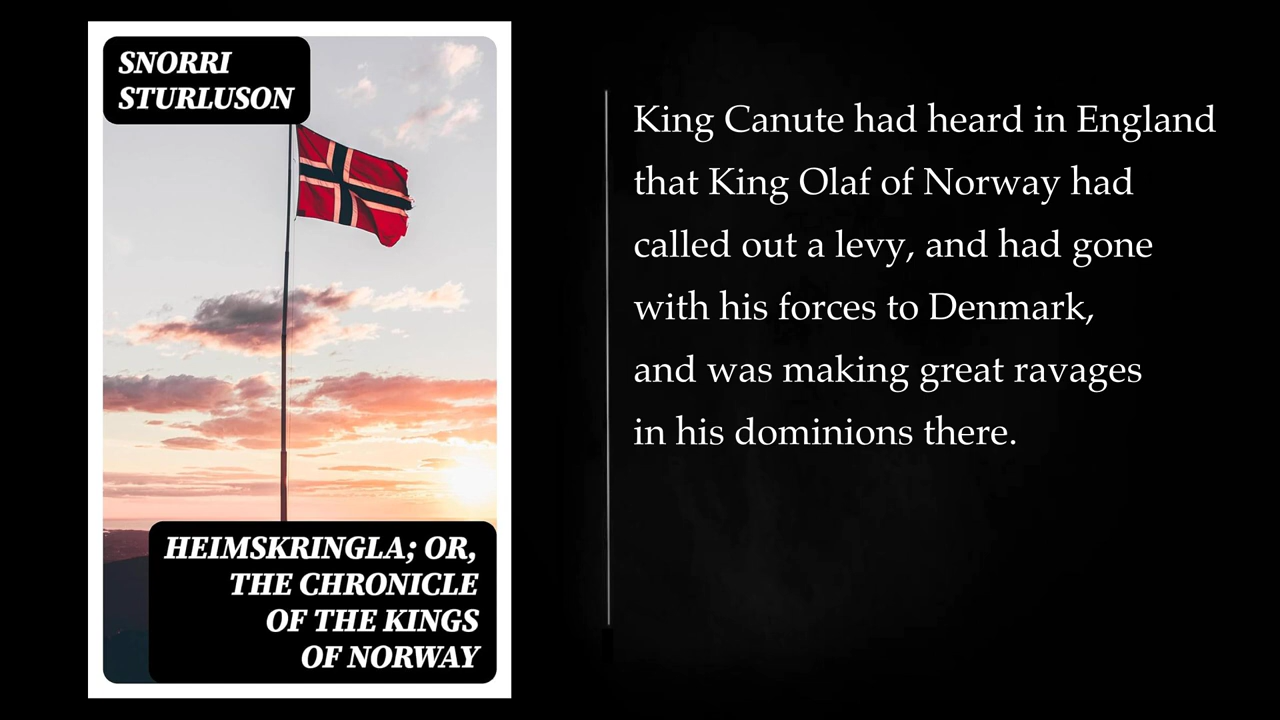 SNORRI
STURLUSON
HEIMSKRINGLA; OR,
THE CHRONICLE
OF THE KINGS
OF NORWAY
King Canute had heard in England
that King Olaf of Norway had
called out a levy, and had gone
with his forces to Denmark,
and was making great ravages
in his dominions there.